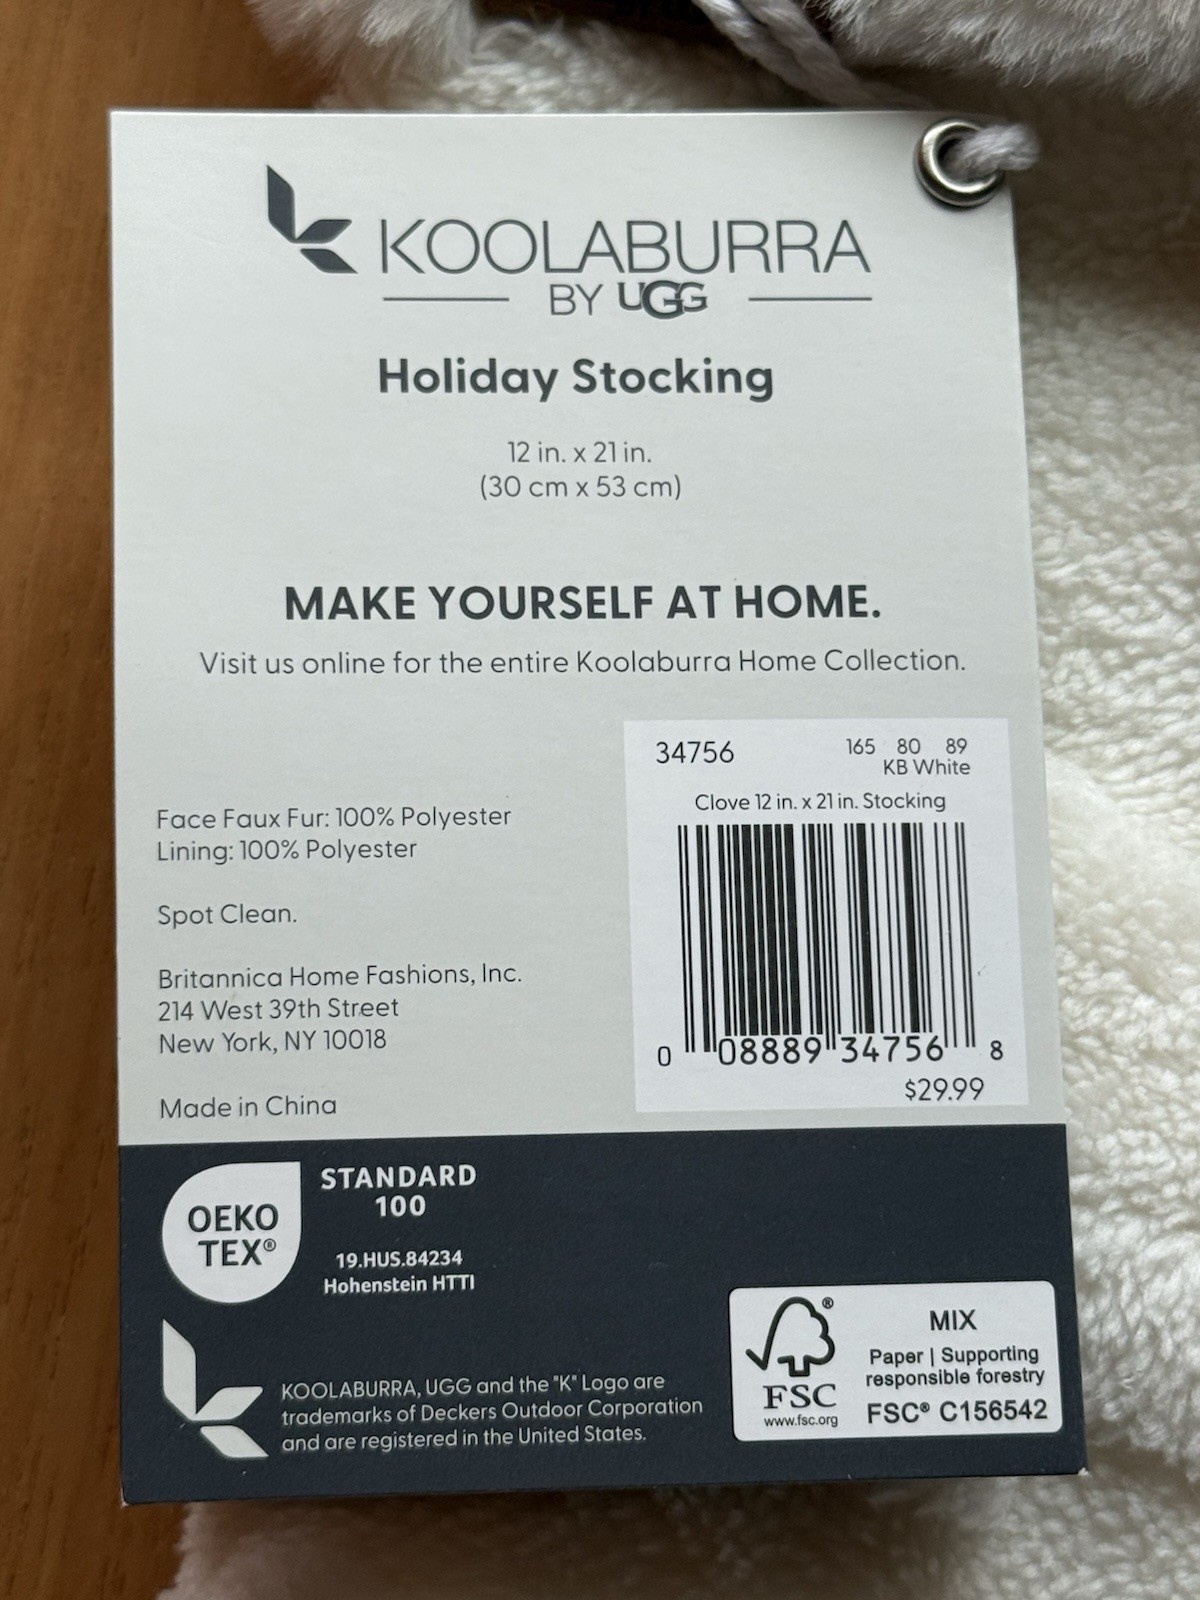 KOOLABURRA
BY UGG
Holiday Stocking
12 in. x 21 in.
(30 cm x 53 cm)
MAKE YOURSELF AT HOME.
Visit us online for the entire Koolaburra Home Collection.
34756
165 80 89
KB White
Clove 12 in. x 21 in. Stocking
0 08889 34756 8
$29.99
Face Faux Fur: 100% Polyester
Lining: 100% Polyester
Spot Clean.
Britannica Home Fashions, Inc.
214 West 39th Street
New York, NY 10018
Made in China
OEKO
TEX®
STANDARD
100
19.HUS.84234
Hohenstein HTTI
KOOLABURRA, UGG and the "K" Logo are
trademarks of Deckers Outdoor Corporation
and are registered in the United States.
®
FSC
www.fsc.org
MIX
Paper | Supporting
responsible forestry
FSC® C156542